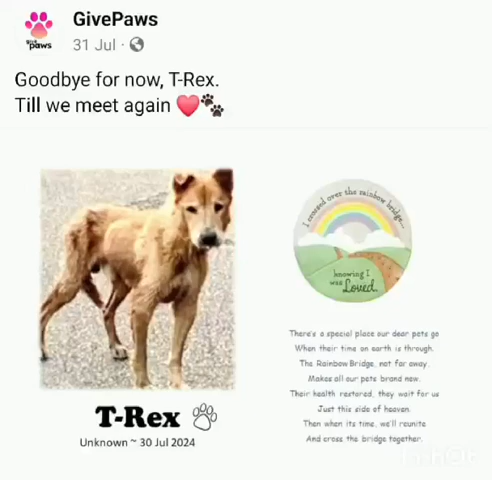 GivePaws
31 Jul
give
paws
Goodbye for now, T-Rex.
Till we meet again
I crossed over the rainbow bridge...
knowing I
was Loved.
There's a special place our dear pets go
When their time on earth is through.
The Rainbow Bridge, not far away,
Makes all our pets brand new.
Their health restored, they wait for us
Just this side of heaven.
Then when its time, we'll reunite
And cross the bridge together.
T-Rex
Unknown ~ 30 Jul 2024